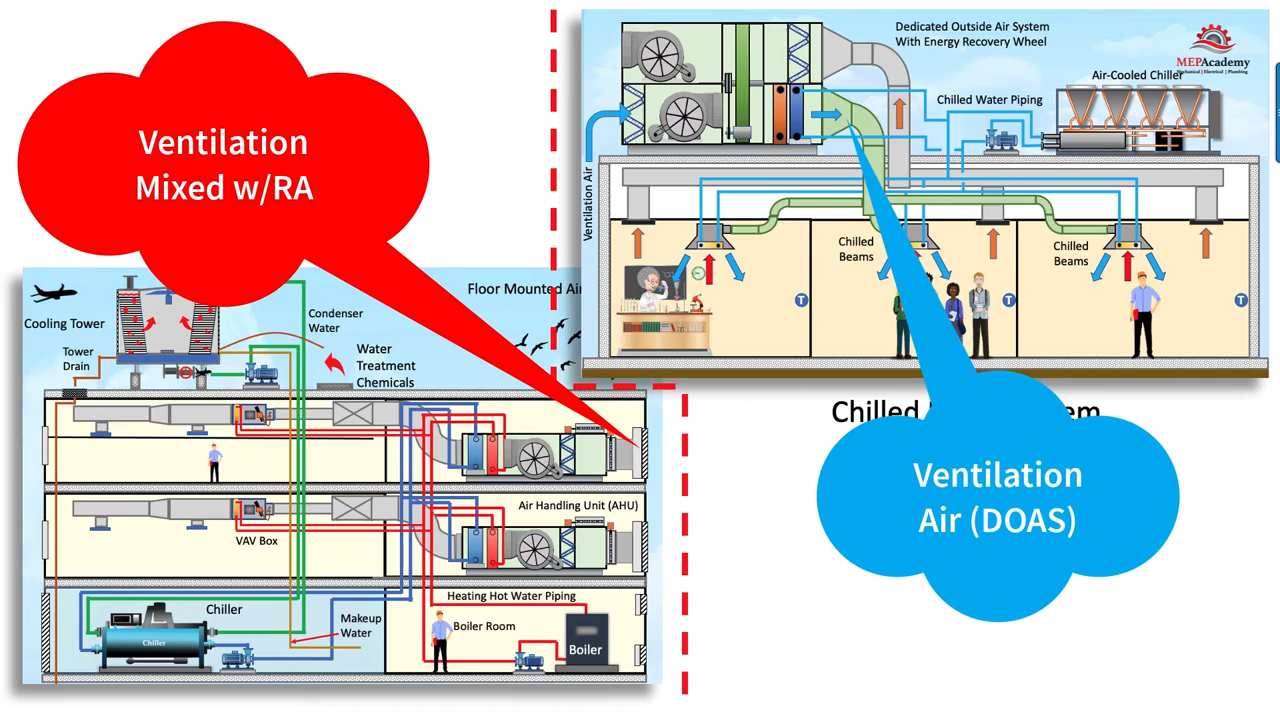 Ventilation
Mixed w/RA
Dedicated Outside Air System
With Energy Recovery Wheel
MEPAcademy
Mechanical | Electrical | Plumbing
Air-Cooled Chiller
Chilled Water Piping
Ventilation Air
Chilled
Beams
Chilled
Beams
T
T
T
Chilled
em
Ventilation
Air (DOAS)
Floor Mounted Air
Cooling Tower
Condenser
Water
Tower
Drain
Water
Treatment
Chemicals
Air Handling Unit (AHU)
VAV Box
Heating Hot Water Piping
Chiller
Chiller
Makeup
Water
Boiler Room
Boiler